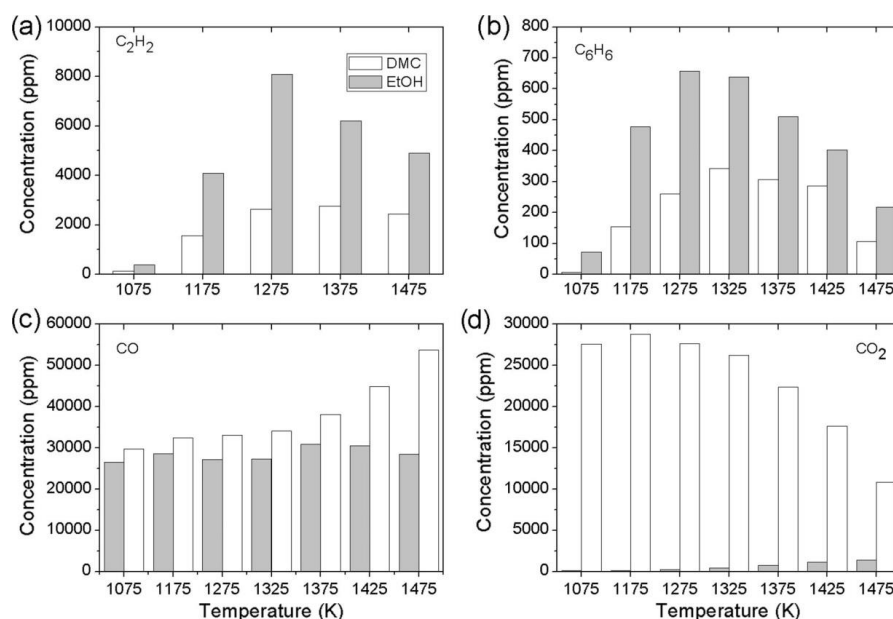 (a)
C2H2
Concentration (ppm)
10000
8000
6000
4000
2000
0
DMC
EtOH
1075 1175 1275 1375 1475
(b)
C6H6
Concentration (ppm)
800
700
600
500
400
300
200
100
0
1075 1175 1275 1325 1375 1425 1475
(c)
CO
Concentration (ppm)
60000
50000
40000
30000
20000
10000
0
1075 1175 1275 1325 1375 1425 1475
Temperature (K)
(d)
CO2
Concentration (ppm)
30000
25000
20000
15000
10000
5000
0
1075 1175 1275 1325 1375 1425 1475
Temperature (K)